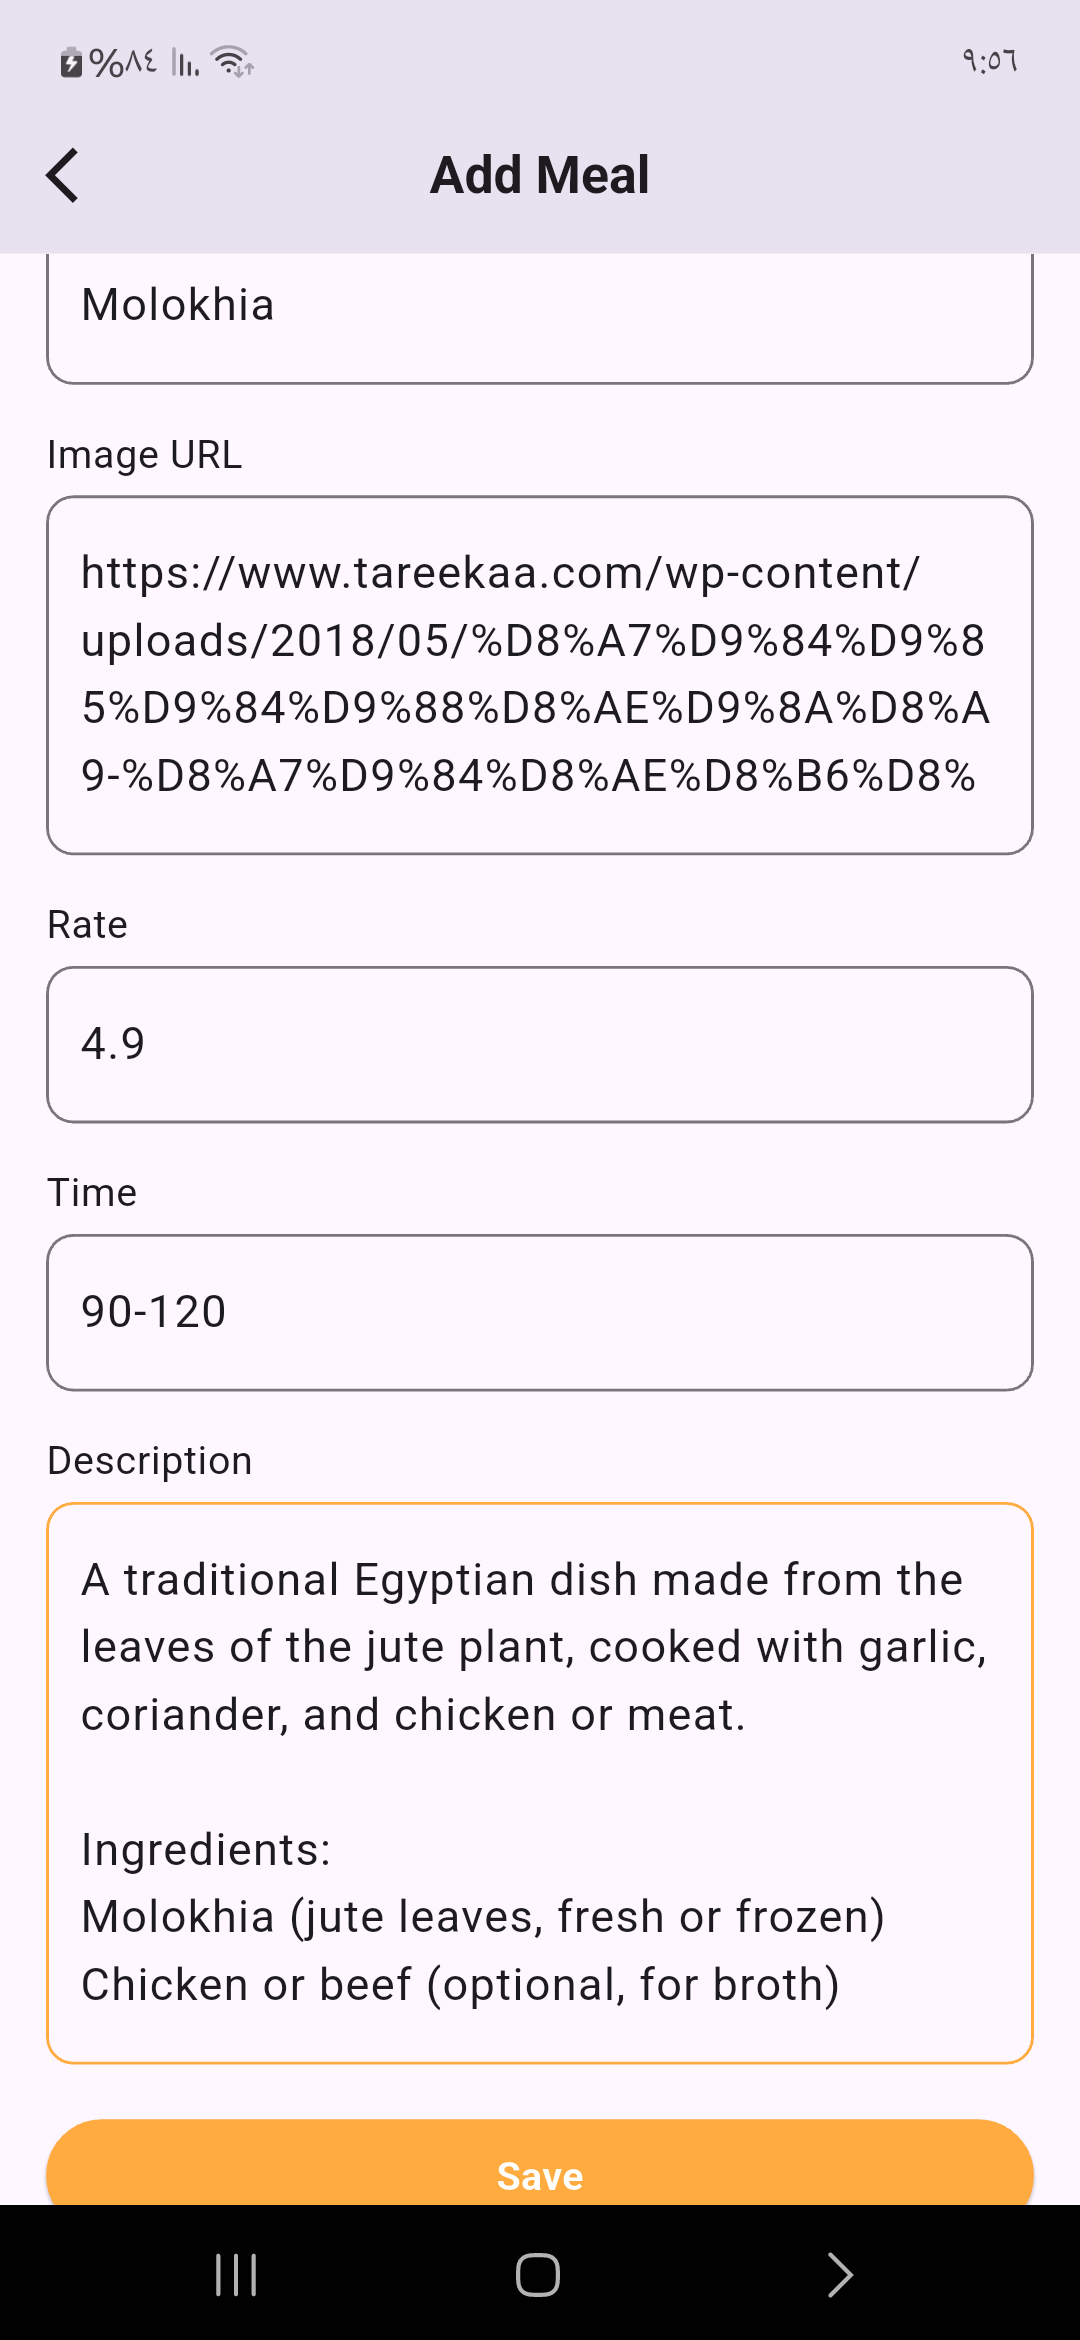 %٨٤ ٩:٥٦
Add Meal
Molokhia
Image URL
https://www.tareekaa.com/wp-content/
uploads/2018/05/%D8%A7%D9%84%D9%8
5%D9%84%D9%88%D8%AE%D9%8A%D8%A
9-%D8%A7%D9%84%D8%AE%D8%B6%D8%
Rate
4.9
Time
90-120
Description
A traditional Egyptian dish made from the
leaves of the jute plant, cooked with garlic,
coriander, and chicken or meat.
Ingredients:
Molokhia (jute leaves, fresh or frozen)
Chicken or beef (optional, for broth)
Save